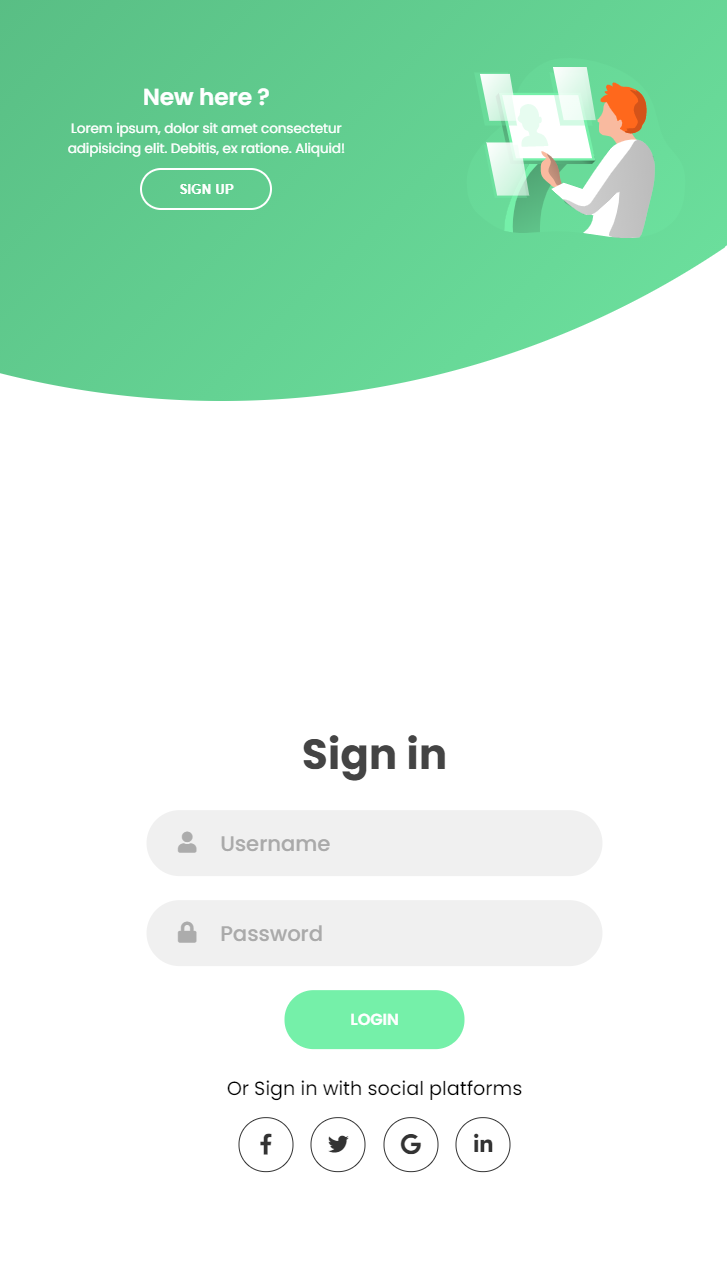 New here ?
Lorem ipsum, dolor sit amet consectetur
adipisicing elit. Debitis, ex ratione. Aliquid!
SIGN UP
Sign in
Username
Password
LOGIN
Or Sign in with social platforms